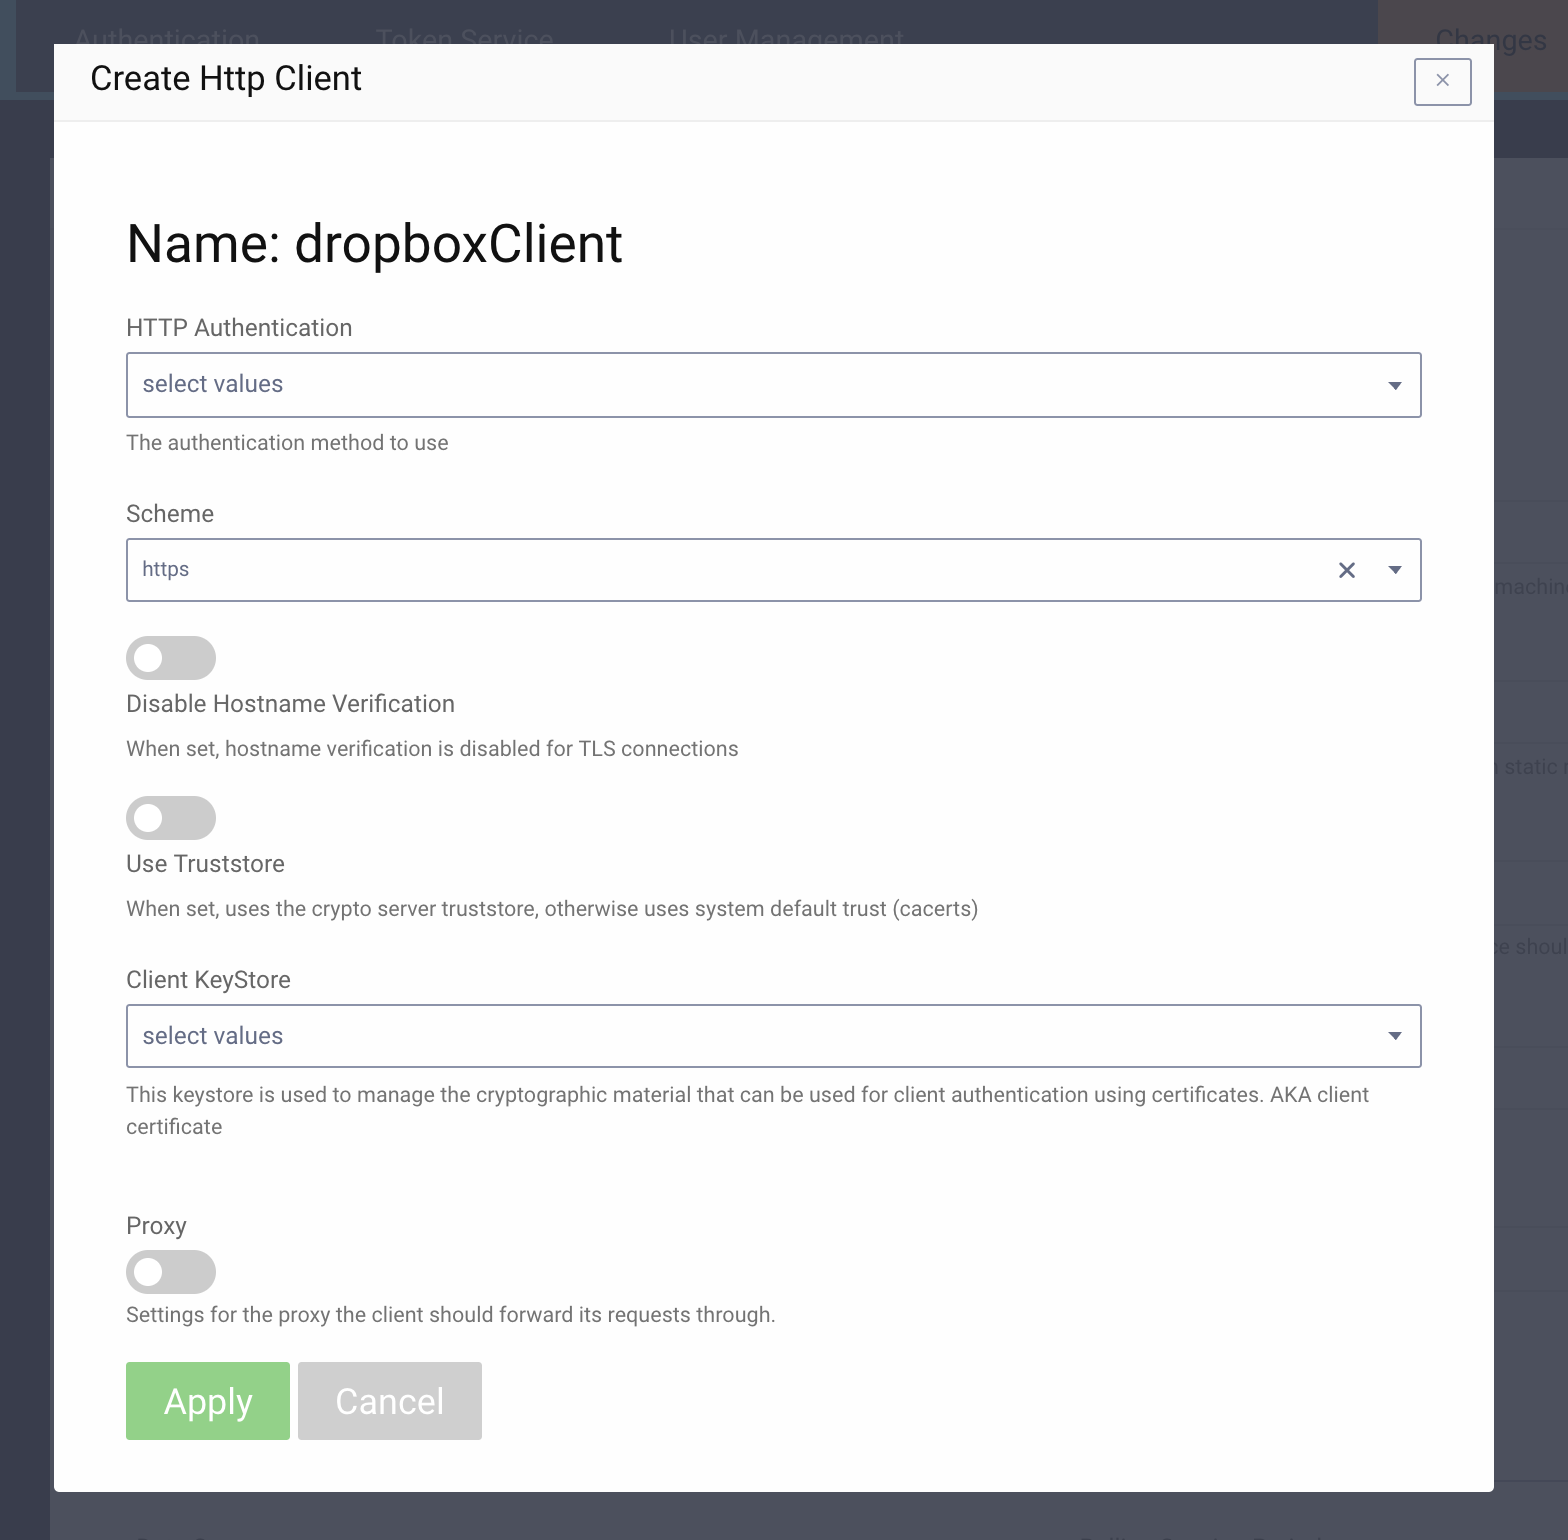 Authentication Token Service User Management Changes
Create Http Client
Name: dropboxClient
HTTP Authentication
select values
The authentication method to use
Scheme
https
machine
Disable Hostname Verification
When set, hostname verification is disabled for TLS connections
static
Use Truststore
When set, uses the crypto server truststore, otherwise uses system default trust (cacerts)
Client KeyStore
select values
This keystore is used to manage the cryptographic material that can be used for client authentication using certificates. AKA client
certificate
Proxy
Settings for the proxy the client should forward its requests through.
Apply Cancel